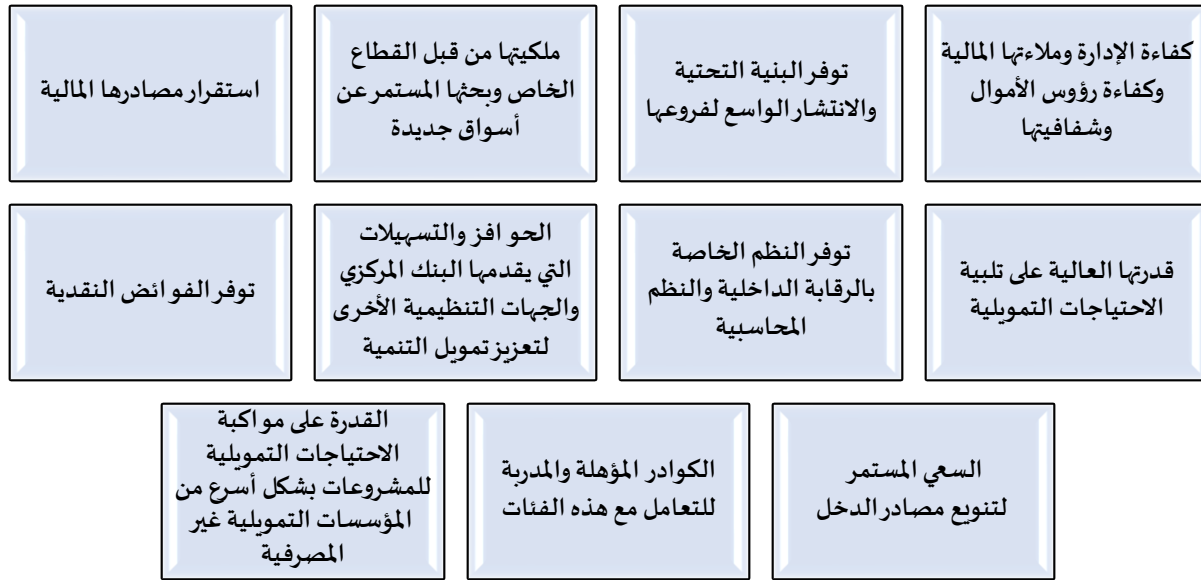 كفاءة الإدارة وملاءتها المالية
وكفاءة رؤوس الأموال
وشفافيتها
توفر البنية التحتية
والانتشار الواسع لفروعها
ملكيتها من قبل القطاع
الخاص وبحثها المستمر عن
أسواق جديدة
استقرار مصادرها المالية
قدرتها العالية على تلبية
الاحتياجات التمويلية
توفر النظم الخاصة
بالرقابة الداخلية والنظم
المحاسبية
الحوافز والتسهيلات
التي يقدمها البنك المركزي
والجهات التنظيمية الأخرى
لتعزيز تمويل التنمية
توفر الفوائض النقدية
السعي المستمر
لتنويع مصادر الدخل
الكوادر المؤهلة والمدربة
للتعامل مع هذه الفئات
القدرة على مواكبة
الاحتياجات التمويلية
للمشروعات بشكل أسرع من
المؤسسات التمويلية غير
المصرفية